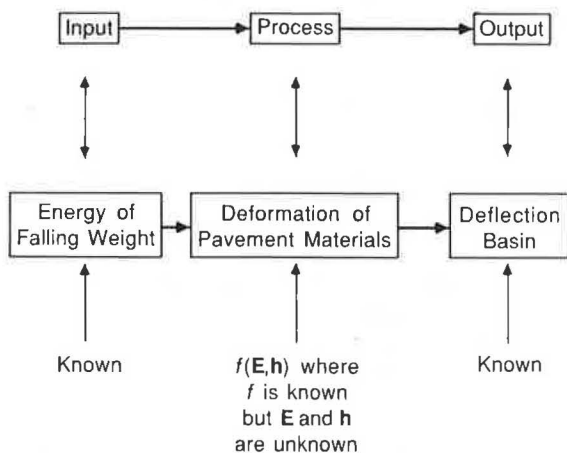 Input
Process
Output
Energy of
Falling Weight
Deformation of
Pavement Materials
Deflection
Basin
Known
f(E,h) where
f is known
but E and h
are unknown
Known